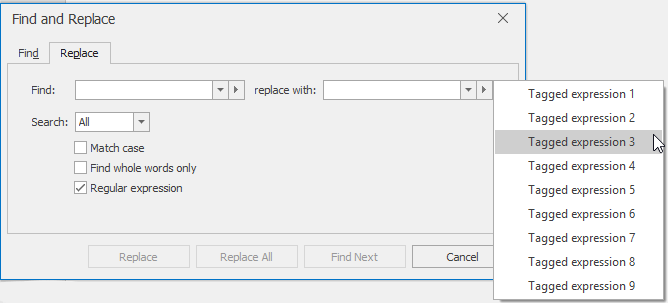 Find and Replace
Find Replace
Find: replace with:
Search: All
Match case
Find whole words only
Regular expression
Replace Replace All Find Next Cancel
Tagged expression 1
Tagged expression 2
Tagged expression 3
Tagged expression 4
Tagged expression 5
Tagged expression 6
Tagged expression 7
Tagged expression 8
Tagged expression 9